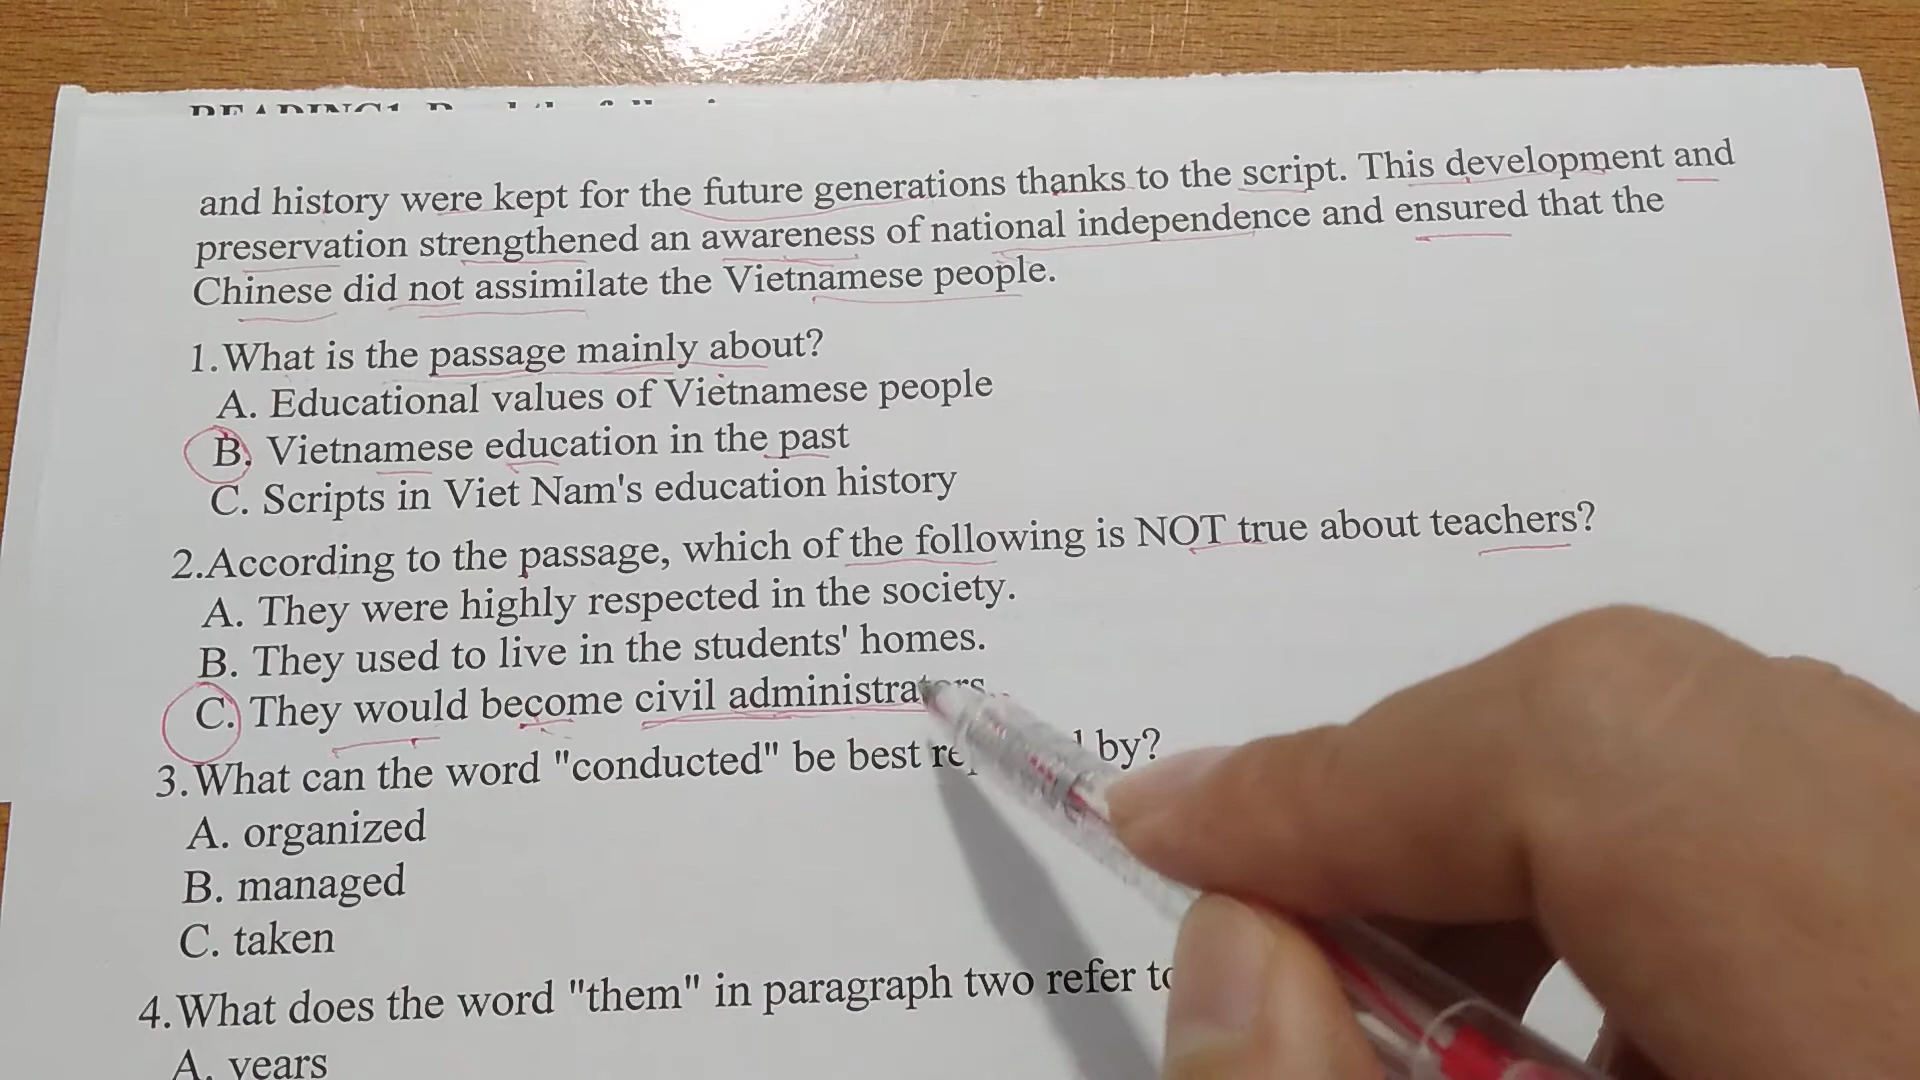 and history were kept for the future generations thanks to the script. This development and
preservation strengthened an awareness of national independence and ensured that the
Chinese did not assimilate the Vietnamese people.
1. What is the passage mainly about?
A. Educational values of Vietnamese people
B. Vietnamese education in the past
C. Scripts in Viet Nam's education history
2. According to the passage, which of the following is NOT true about teachers?
A. They were highly respected in the society.
B. They used to live in the students' homes.
C. They would become civil administrators.
3. What can the word "conducted" be best by?
A. organized
B. managed
C. taken
4. What does the word "them" in paragraph two refer to
A. years